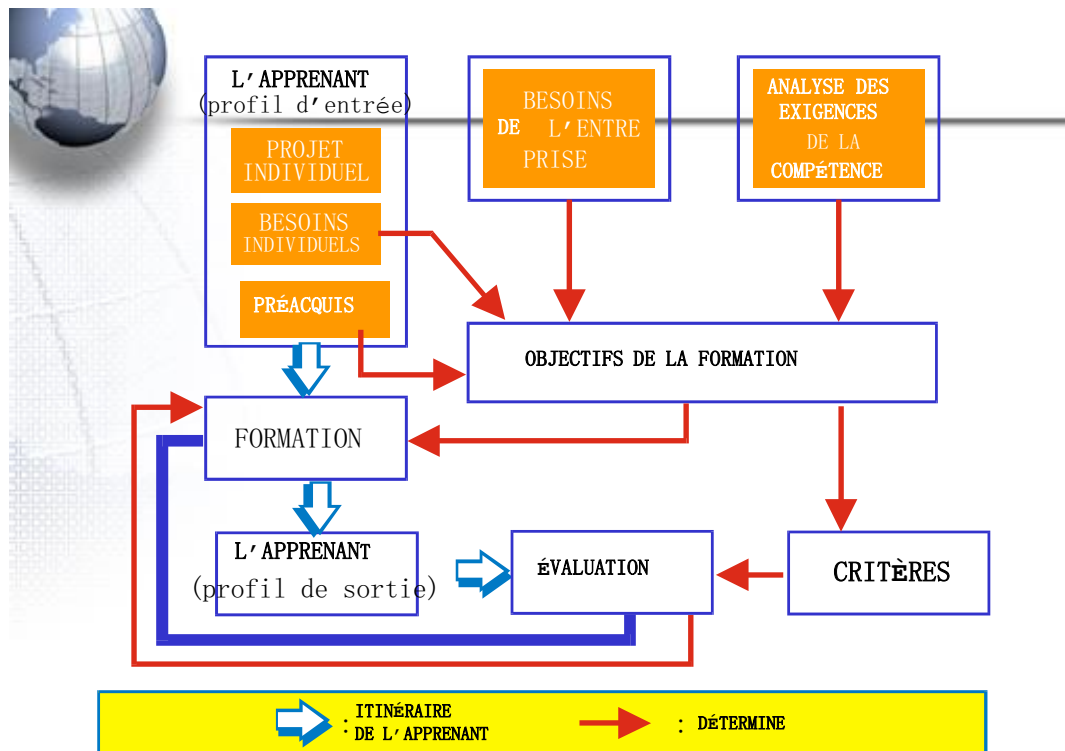 L'APPRENANT
(profil d'entrée)
PROJET
INDIVIDUEL
BESOINS
INDIVIDUELS
PRÉACQUIS
BESOINS
DE L'ENTRE
PRISE
ANALYSE DES
EXIGENCES
DE LA
COMPÉTENCE
OBJECTIFS DE LA FORMATION
FORMATION
L'APPRENANT
(profil de sortie)
ÉVALUATION
CRITÈRES
: ITINÉRAIRE
DE L'APPRENANT
: DÉTERMINE